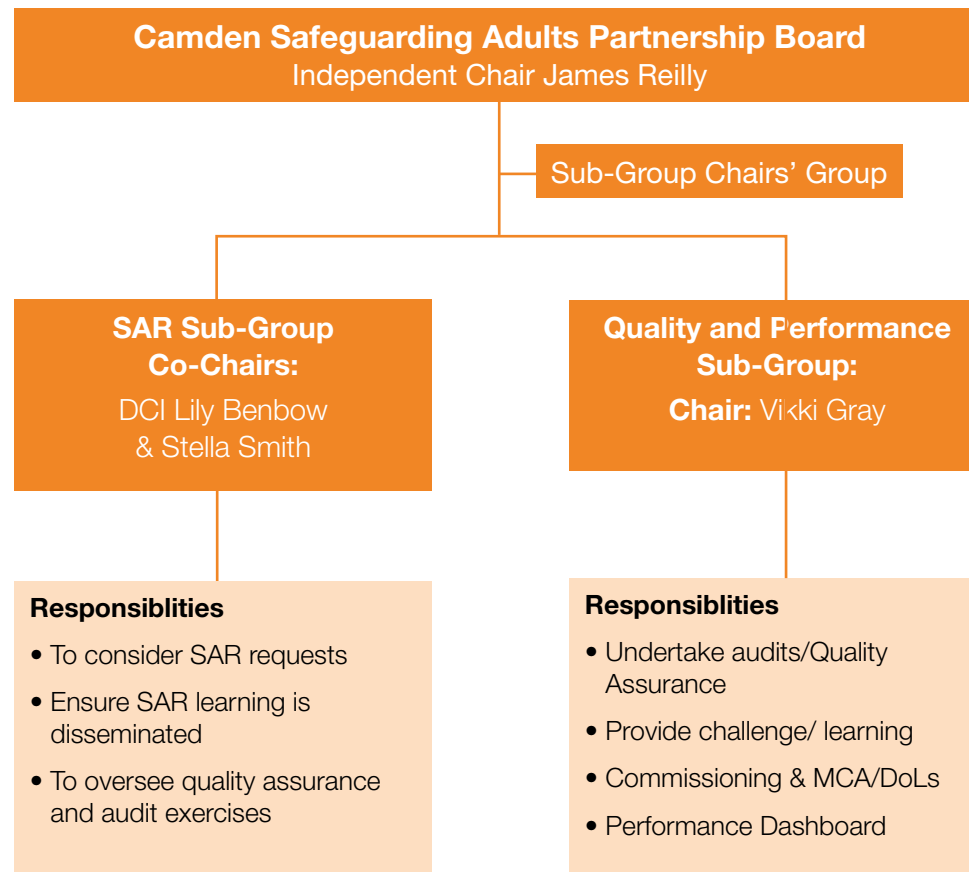 Camden Safeguarding Adults Partnership Board
Independent Chair James Reilly
Sub-Group Chairs’ Group
SAR Sub-Group
Co-Chairs:
DCI Lily Benbow
& Stella Smith
Quality and Performance
Sub-Group:
Chair: Vikki Gray
Responsiblities
• To consider SAR requests
• Ensure SAR learning is
disseminated
• To oversee quality assurance
and audit exercises
Responsiblities
• Undertake audits/Quality
Assurance
• Provide challenge/ learning
• Commissioning & MCA/DoLs
• Performance Dashboard